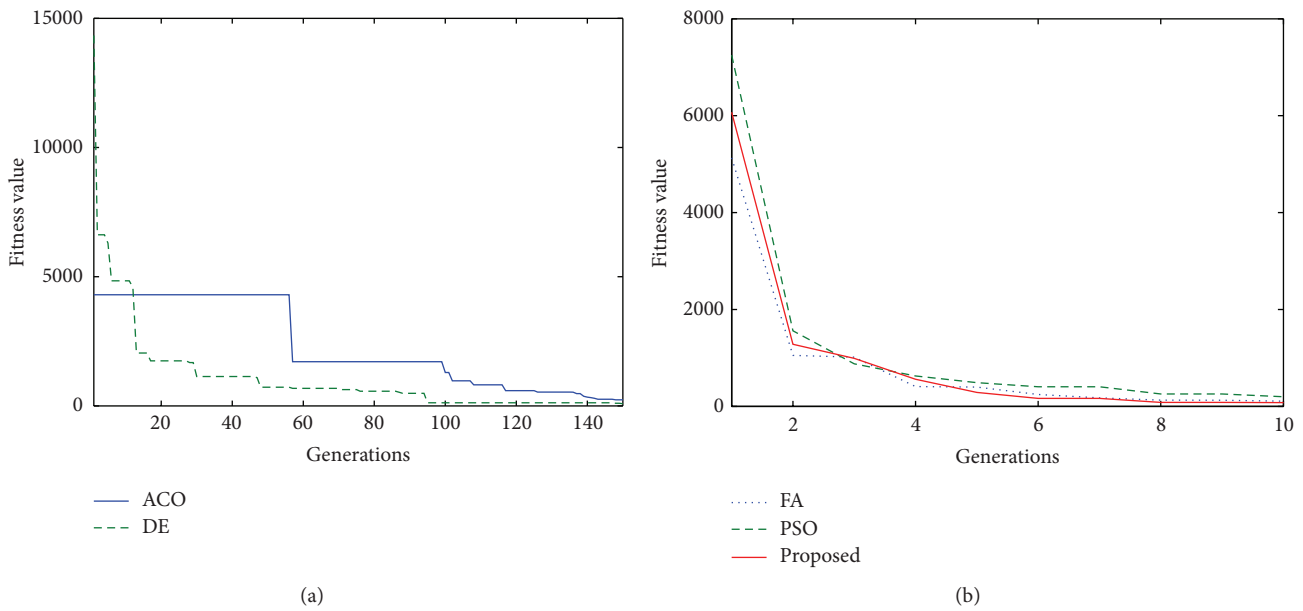 15000
10000
5000
0
Fitness value
20
40
60
80
100
120
140
Generations
ACO
DE
(a)
8000
6000
4000
2000
0
Fitness value
2
4
6
8
10
Generations
FA
PSO
Proposed
(b)